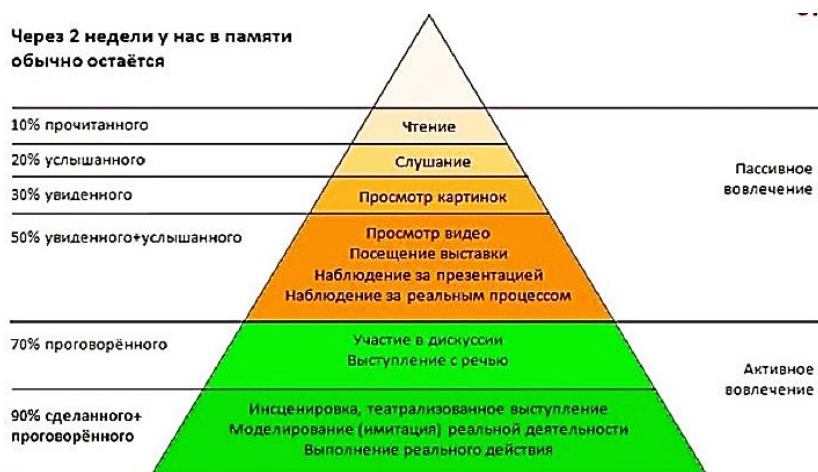 Через 2 недели у нас в памяти
обычно остаётся
10% прочитанного
Чтение
20% услышанного
Слушание
30% увиденного
Просмотр картинок
Пассивное
вовлечение
50% увиденного+услышанного
Просмотр видео
Посещение выставки
Наблюдение за презентацией
Наблюдение за реальным процессом
70% проговорённого
Участие в дискуссии
Выступление с речью
Активное
вовлечение
90% сделанного+
проговорённого
Инсценировка, театрализованное выступление
Моделирование (имитация) реальной деятельности
Выполнение реального действия